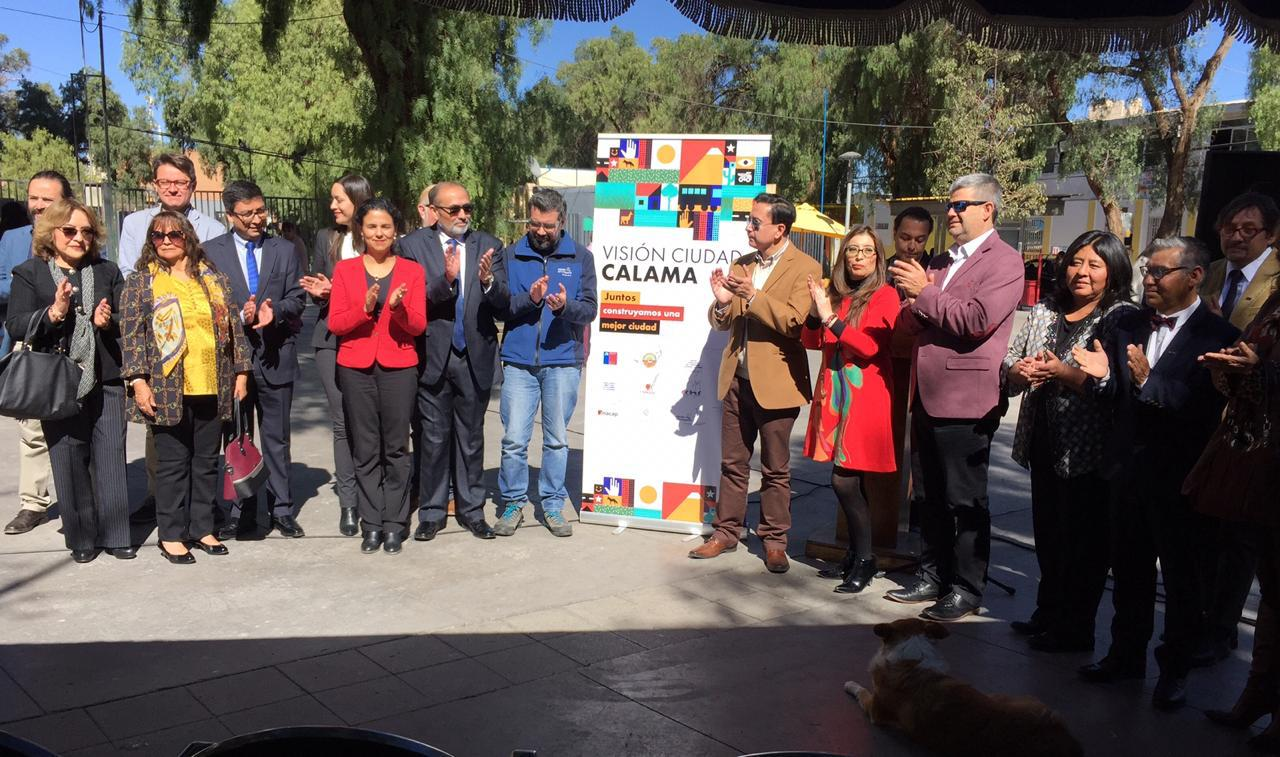 VISIÓN CIUDAD
CALAMA
Juntos
construyamos una
mejor ciudad
inacap